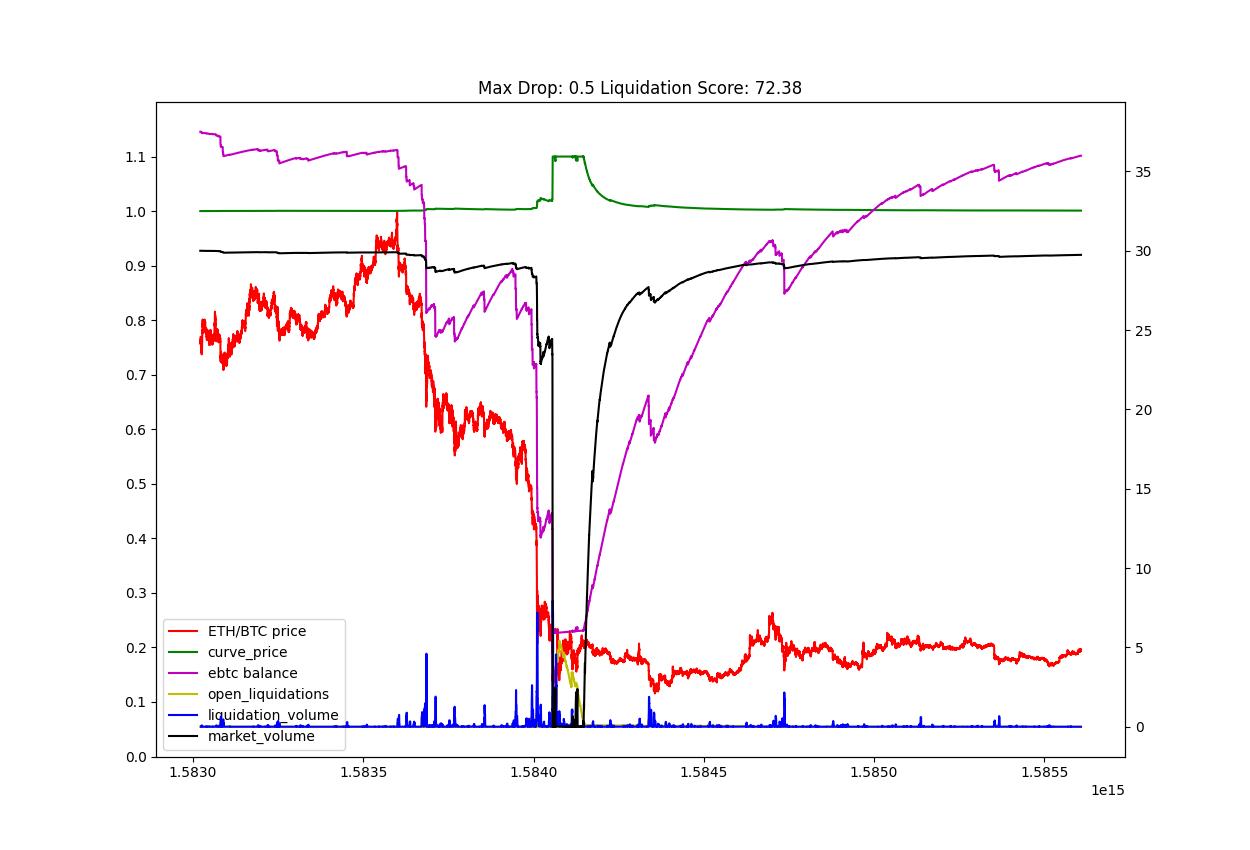 Max Drop: 0.5 Liquidation Score: 72.38
1.1
1.0
0.9
0.8
0.7
0.6
0.5
0.4
0.3
0.2
0.1
0.0
35
30
25
20
15
10
5
0
ETH/BTC price
curve_price
ebtc balance
open_liquidations
liquidation_volume
market_volume
1.5830 1.5835 1.5840 1.5845 1.5850 1.5855
1e15